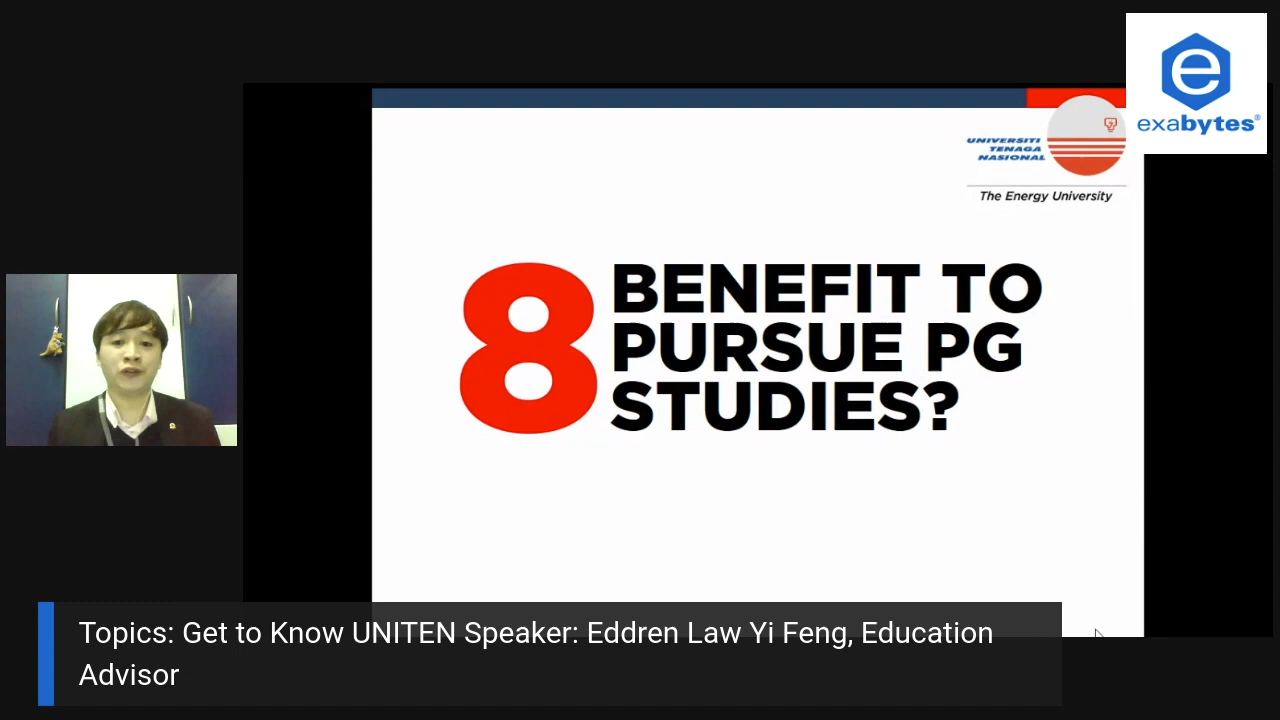 e
exabytes®
UNIVERSITI
TENAGA
NASIONAL
The Energy University
8
BENEFIT TO
PURSUE PG
STUDIES?
Topics: Get to Know UNITEN Speaker: Eddren Law Yi Feng, Education
Advisor